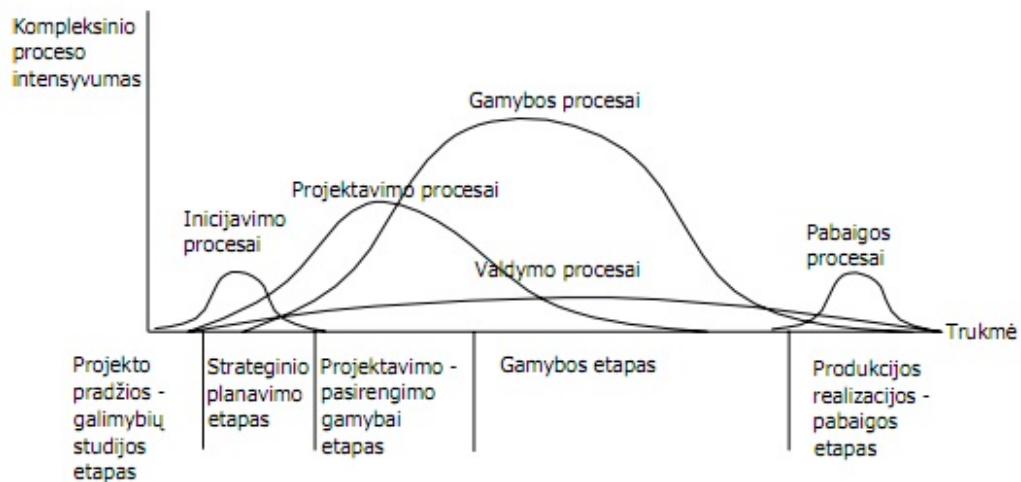 Kompleksinio
proceso
intensyvumas
Gamybos procesai
Projektavimo procesai
Inicijavimo
procesai
Pabaigos
procesai
Valdymo procesai
Trukmė
Projekto
pradžios -
galimybių
studijos
etapas
Strateginio
planavimo
etapas
Projektavimo -
pasirengimo
gamybai
etapas
Gamybos etapas
Produkcijos
realizacijos -
pabaigos
etapas